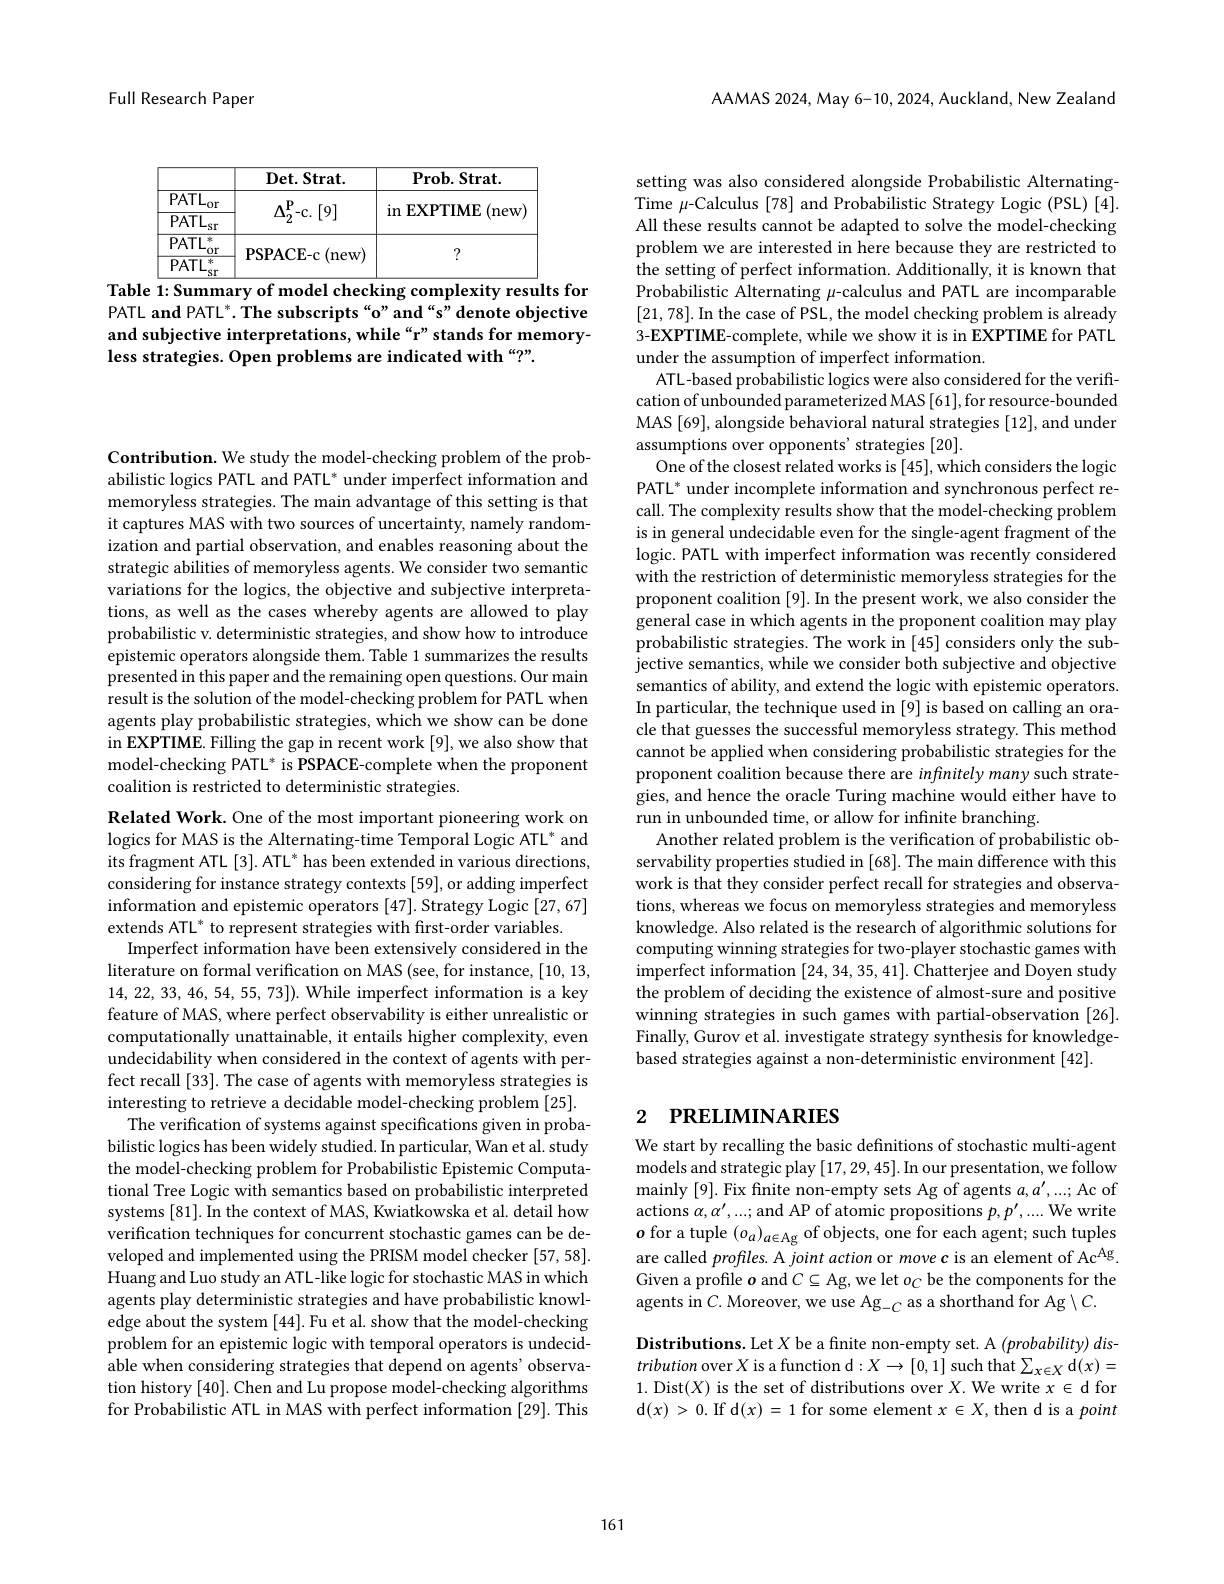 Full Research Paper
AAMAS 2024, May 6–10, 2024, Auckland, New Zealand
Det. Strat. Prob. Strat.
PATL_or Δ^P_2-c. [9] in EXPTIME (new)
PATL_sr
PATL*_or PSPACE-c (new) ?
PATL*_sr
Table 1: Summary of model checking complexity results for
PATL and PATL*. The subscripts “o” and “s” denote objective
and subjective interpretations, while “r” stands for memory-
less strategies. Open problems are indicated with “?”.
Contribution. We study the model-checking problem of the prob-
abilistic logics PATL and PATL* under imperfect information and
memoryless strategies. The main advantage of this setting is that
it captures MAS with two sources of uncertainty, namely random-
ization and partial observation, and enables reasoning about the
strategic abilities of memoryless agents. We consider two semantic
variations for the logics, the objective and subjective interpreta-
tions, as well as the cases whereby agents are allowed to play
probabilistic v. deterministic strategies, and show how to introduce
epistemic operators alongside them. Table 1 summarizes the results
presented in this paper and the remaining open questions. Our main
result is the solution of the model-checking problem for PATL when
agents play probabilistic strategies, which we show can be done
in EXPTIME. Filling the gap in recent work [9], we also show that
model-checking PATL* is PSPACE-complete when the proponent
coalition is restricted to deterministic strategies.
Related Work. One of the most important pioneering work on
logics for MAS is the Alternating-time Temporal Logic ATL* and
its fragment ATL [3]. ATL* has been extended in various directions,
considering for instance strategy contexts [59], or adding imperfect
information and epistemic operators [47]. Strategy Logic [27, 67]
extends ATL* to represent strategies with first-order variables.
Imperfect information have been extensively considered in the
literature on formal verification on MAS (see, for instance, [10, 13,
14, 22, 33, 46, 54, 55, 73]). While imperfect information is a key
feature of MAS, where perfect observability is either unrealistic or
computationally unattainable, it entails higher complexity, even
undecidability when considered in the context of agents with per-
fect recall [33]. The case of agents with memoryless strategies is
interesting to retrieve a decidable model-checking problem [25].
The verification of systems against specifications given in proba-
bilistic logics has been widely studied. In particular, Wan et al. study
the model-checking problem for Probabilistic Epistemic Computa-
tional Tree Logic with semantics based on probabilistic interpreted
systems [81]. In the context of MAS, Kwiatkowska et al. detail how
verification techniques for concurrent stochastic games can be de-
veloped and implemented using the PRISM model checker [57, 58].
Huang and Luo study an ATL-like logic for stochastic MAS in which
agents play deterministic strategies and have probabilistic knowl-
edge about the system [44]. Fu et al. show that the model-checking
problem for an epistemic logic with temporal operators is undecid-
able when considering strategies that depend on agents’ observa-
tion history [40]. Chen and Lu propose model-checking algorithms
for Probabilistic ATL in MAS with perfect information [29]. This
setting was also considered alongside Probabilistic Alternating-
Time μ-Calculus [78] and Probabilistic Strategy Logic (PSL) [4].
All these results cannot be adapted to solve the model-checking
problem we are interested in here because they are restricted to
the setting of perfect information. Additionally, it is known that
Probabilistic Alternating μ-calculus and PATL are incomparable
[21, 78]. In the case of PSL, the model checking problem is already
3-EXPTIME-complete, while we show it is in EXPTIME for PATL
under the assumption of imperfect information.
ATL-based probabilistic logics were also considered for the verifi-
cation of unbounded parameterized MAS [61], for resource-bounded
MAS [69], alongside behavioral natural strategies [12], and under
assumptions over opponents’ strategies [20].
One of the closest related works is [45], which considers the logic
PATL* under incomplete information and synchronous perfect re-
call. The complexity results show that the model-checking problem
is in general undecidable even for the single-agent fragment of the
logic. PATL with imperfect information was recently considered
with the restriction of deterministic memoryless strategies for the
proponent coalition [9]. In the present work, we also consider the
general case in which agents in the proponent coalition may play
probabilistic strategies. The work in [45] considers only the sub-
jective semantics, while we consider both subjective and objective
semantics of ability, and extend the logic with epistemic operators.
In particular, the technique used in [9] is based on calling an ora-
cle that guesses the successful memoryless strategy. This method
cannot be applied when considering probabilistic strategies for the
proponent coalition because there are infinitely many such strate-
gies, and hence the oracle Turing machine would either have to
run in unbounded time, or allow for infinite branching.
Another related problem is the verification of probabilistic ob-
servability properties studied in [68]. The main difference with this
work is that they consider perfect recall for strategies and observa-
tions, whereas we focus on memoryless strategies and memoryless
knowledge. Also related is the research of algorithmic solutions for
computing winning strategies for two-player stochastic games with
imperfect information [24, 34, 35, 41]. Chatterjee and Doyen study
the problem of deciding the existence of almost-sure and positive
winning strategies in such games with partial-observation [26].
Finally, Gurov et al. investigate strategy synthesis for knowledge-
based strategies against a non-deterministic environment [42].
2 PRELIMINARIES
We start by recalling the basic definitions of stochastic multi-agent
models and strategic play [17, 29, 45]. In our presentation, we follow
mainly [9]. Fix finite non-empty sets Ag of agents a, a′, ...; Ac of
actions α, α′, ...; and AP of atomic propositions p, p′, .... We write
o for a tuple (o_a)_{a∈Ag} of objects, one for each agent; such tuples
are called profiles. A joint action or move c is an element of Ac^Ag.
Given a profile o and C ⊆ Ag, we let o_C be the components for the
agents in C. Moreover, we use Ag_{−C} as a shorthand for Ag \ C.
Distributions. Let X be a finite non-empty set. A (probability) dis-
tribution over X is a function d : X → [0, 1] such that ∑_{x∈X} d(x) =
1. Dist(X) is the set of distributions over X. We write x ∈ d for
d(x) > 0. If d(x) = 1 for some element x ∈ X, then d is a point
161